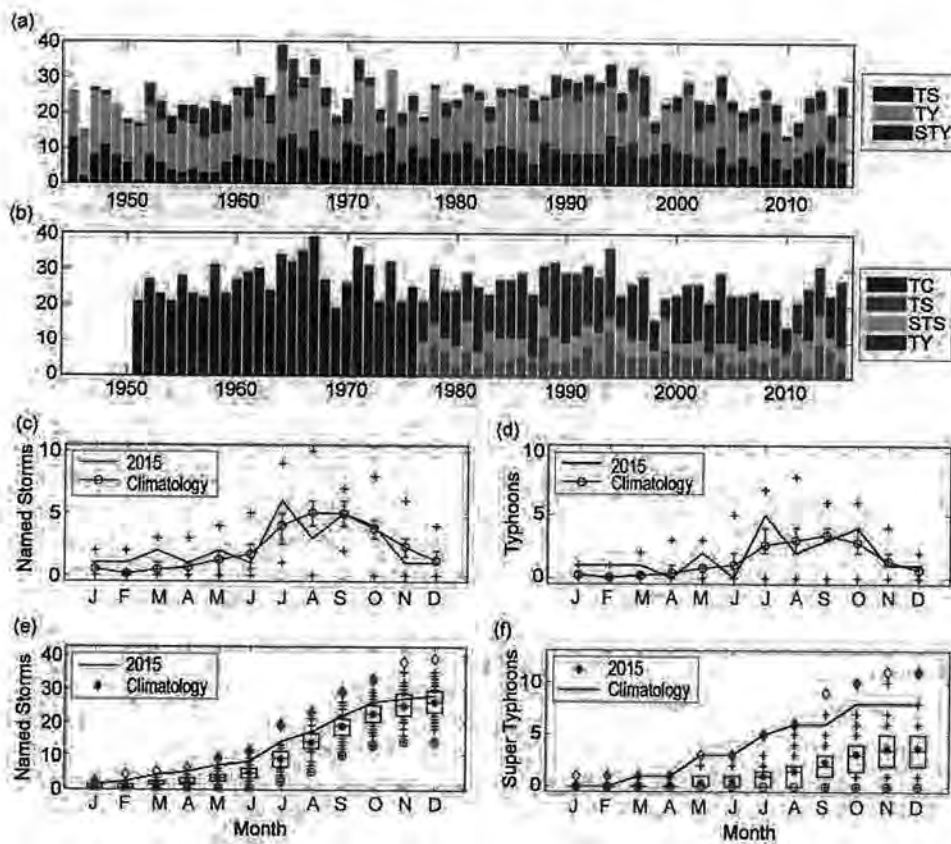 (a)
40
30
20
10
0
TS
TY
STY
1950 1960 1970 1980 1990 2000 2010
(b)
40
30
20
10
0
TC
TS
STS
TY
1950 1960 1970 1980 1990 2000 2010
(c)
Named Storms
10
5
0
2015
Climatology
J F M A M J J A S O N D
(d)
Typhoons
10
5
0
2015
Climatology
J F M A M J J A S O N D
(e)
Named Storms
40
30
20
10
0
2015
Climatology
J F M A M J J A S O N D
Month
(f)
Super Typhoons
10
5
0
2015
Climatology
J F M A M J J A S O N D
Month